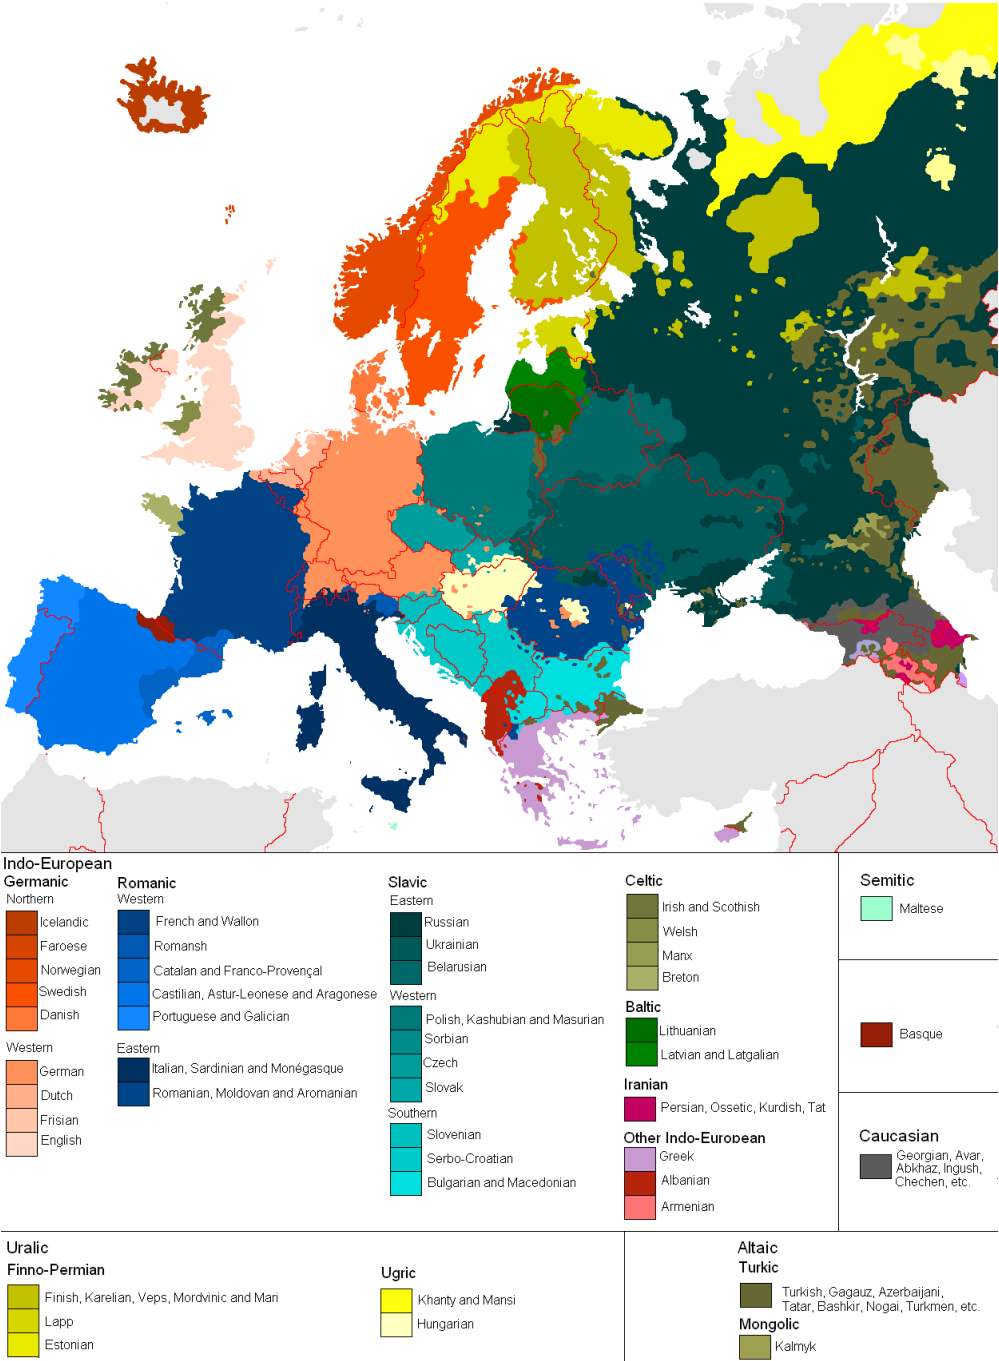 Indo-European
Germanic
Northern
Icelandic
Faroese
Norwegian
Swedish
Danish
Western
German
Dutch
Frisian
English
Romanic
Western
French and Wallon
Romansh
Catalan and Franco-Provençal
Castilian, Astur-Leonese and Aragonese
Portuguese and Galician
Eastern
Italian, Sardinian and Monégasque
Romanian, Moldovan and Aromanian
Slavic
Eastern
Russian
Ukrainian
Belarusian
Western
Polish, Kashubian and Masurian
Sorbian
Czech
Slovak
Southern
Slovenian
Serbo-Croatian
Bulgarian and Macedonian
Celtic
Irish and Scothish
Welsh
Manx
Breton
Baltic
Lithuanian
Latvian and Latgalian
Iranian
Persian, Ossetic, Kurdish, Tat
Other Indo-European
Greek
Albanian
Armenian
Semitic
Maltese
Basque
Caucasian
Georgian, Avar,
Abkhaz, Ingush,
Chechen, etc.
Uralic
Finno-Permian
Finish, Karelian, Veps, Mordvinic and Mari
Lapp
Estonian
Ugric
Khanty and Mansi
Hungarian
Altaic
Turkic
Turkish, Gagauz, Azerbaijani,
Tatar, Bashkir, Nogai, Turkmen, etc.
Mongolic
Kalmyk